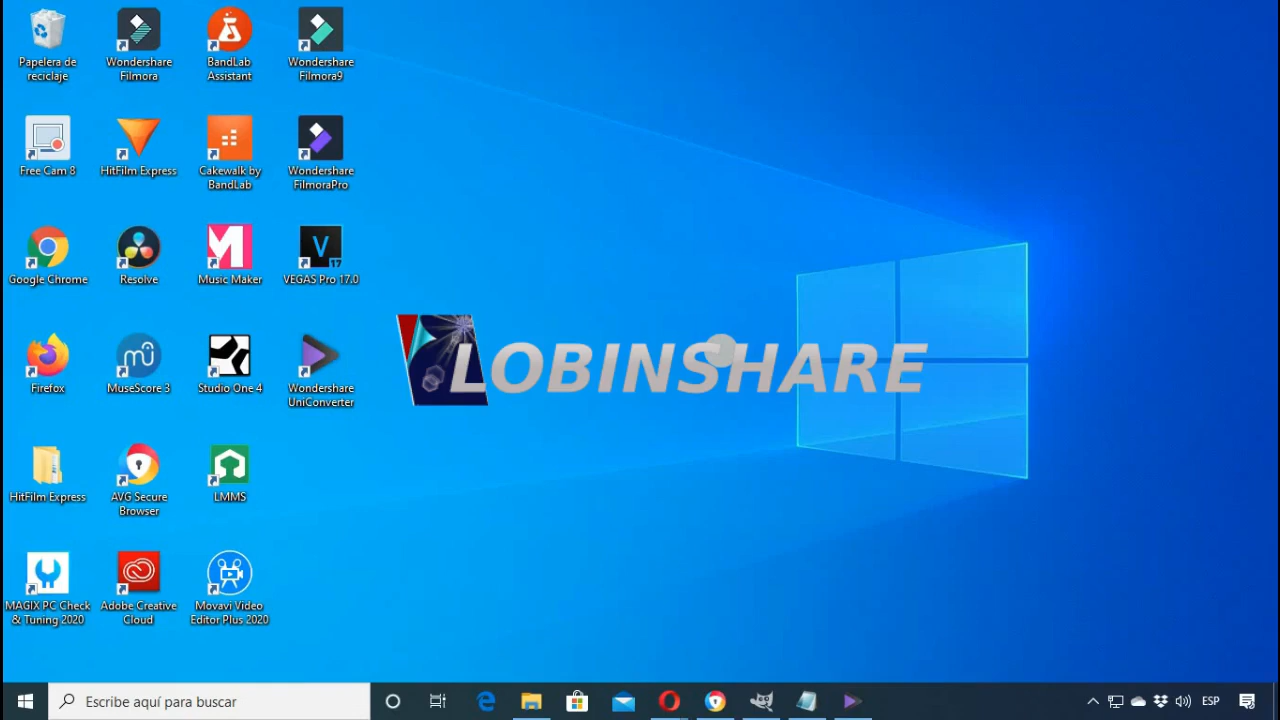 Papelera de
reciclaje
Wondershare
Filmora
BandLab
Assistant
Wondershare
Filmora9
Free Cam 8
HitFilm Express
Cakewalk by
BandLab
Wondershare
FilmoraPro
Google Chrome
Resolve
Music Maker
V
17
VEGAS Pro 17.0
Firefox
MuseScore 3
Studio One 4
Wondershare
UniConverter
LOBINSHARE
HitFilm Express
AVG Secure
Browser
LMMS
MAGIX PC Check
& Tuning 2020
Adobe Creative
Cloud
Movavi Video
Editor Plus 2020
Escribe aquí para buscar
ESP